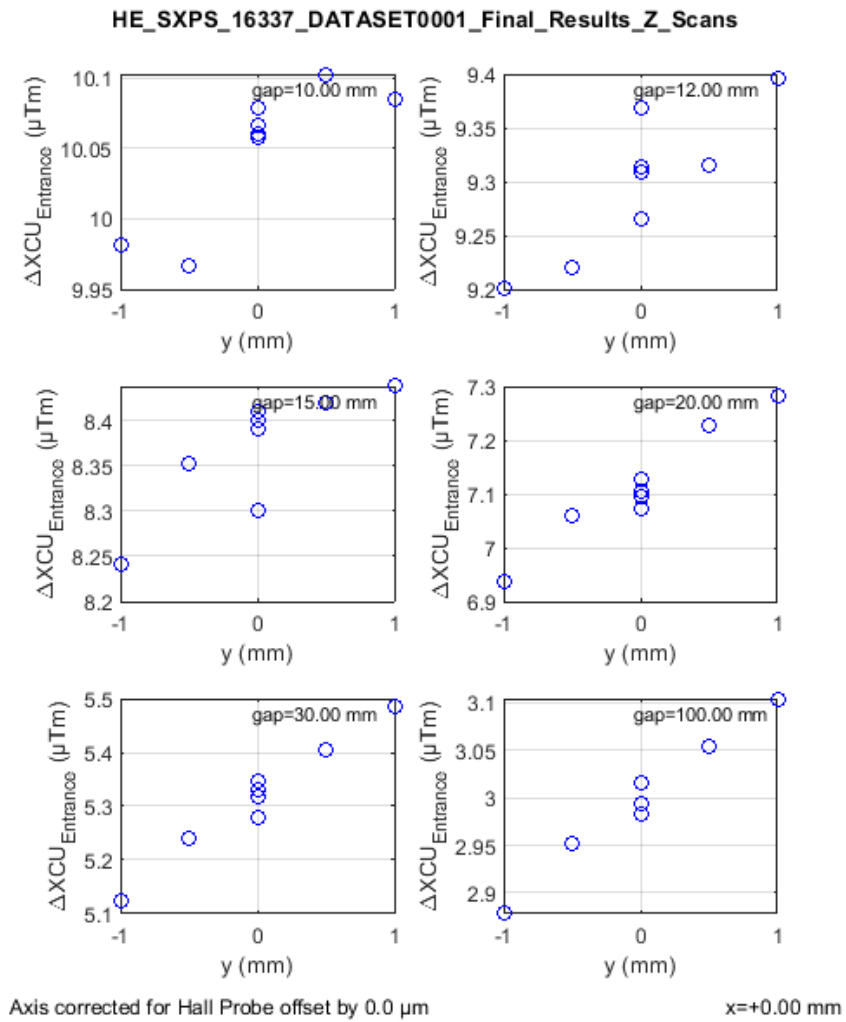 HE_SXPS_16337_DATASET0001_Final_Results_Z_Scans
ΔXCU_Entrance (µTm)
10.1
10.05
10
9.95
gap=10.00 mm
-1
0
1
y (mm)
ΔXCU_Entrance (µTm)
9.4
9.35
9.3
9.25
9.2
gap=12.00 mm
-1
0
1
y (mm)
ΔXCU_Entrance (µTm)
8.4
8.35
8.3
8.25
8.2
gap=15.00 mm
-1
0
1
y (mm)
ΔXCU_Entrance (µTm)
7.3
7.2
7.1
7
6.9
gap=20.00 mm
-1
0
1
y (mm)
ΔXCU_Entrance (µTm)
5.5
5.4
5.3
5.2
5.1
gap=30.00 mm
-1
0
1
y (mm)
ΔXCU_Entrance (µTm)
3.1
3.05
3
2.95
2.9
gap=100.00 mm
-1
0
1
y (mm)
Axis corrected for Hall Probe offset by 0.0 µm
x=+0.00 mm